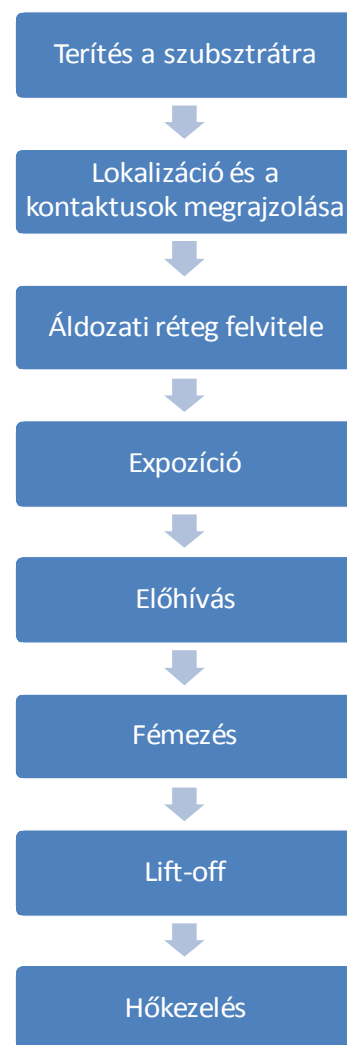 Terítés a szubsztrátra
Lokalizáció és a
kontaktusok megrajzolása
Áldozati réteg felvitele
Expozíció
Előhívás
Fémezés
Lift-off
Hőkezelés